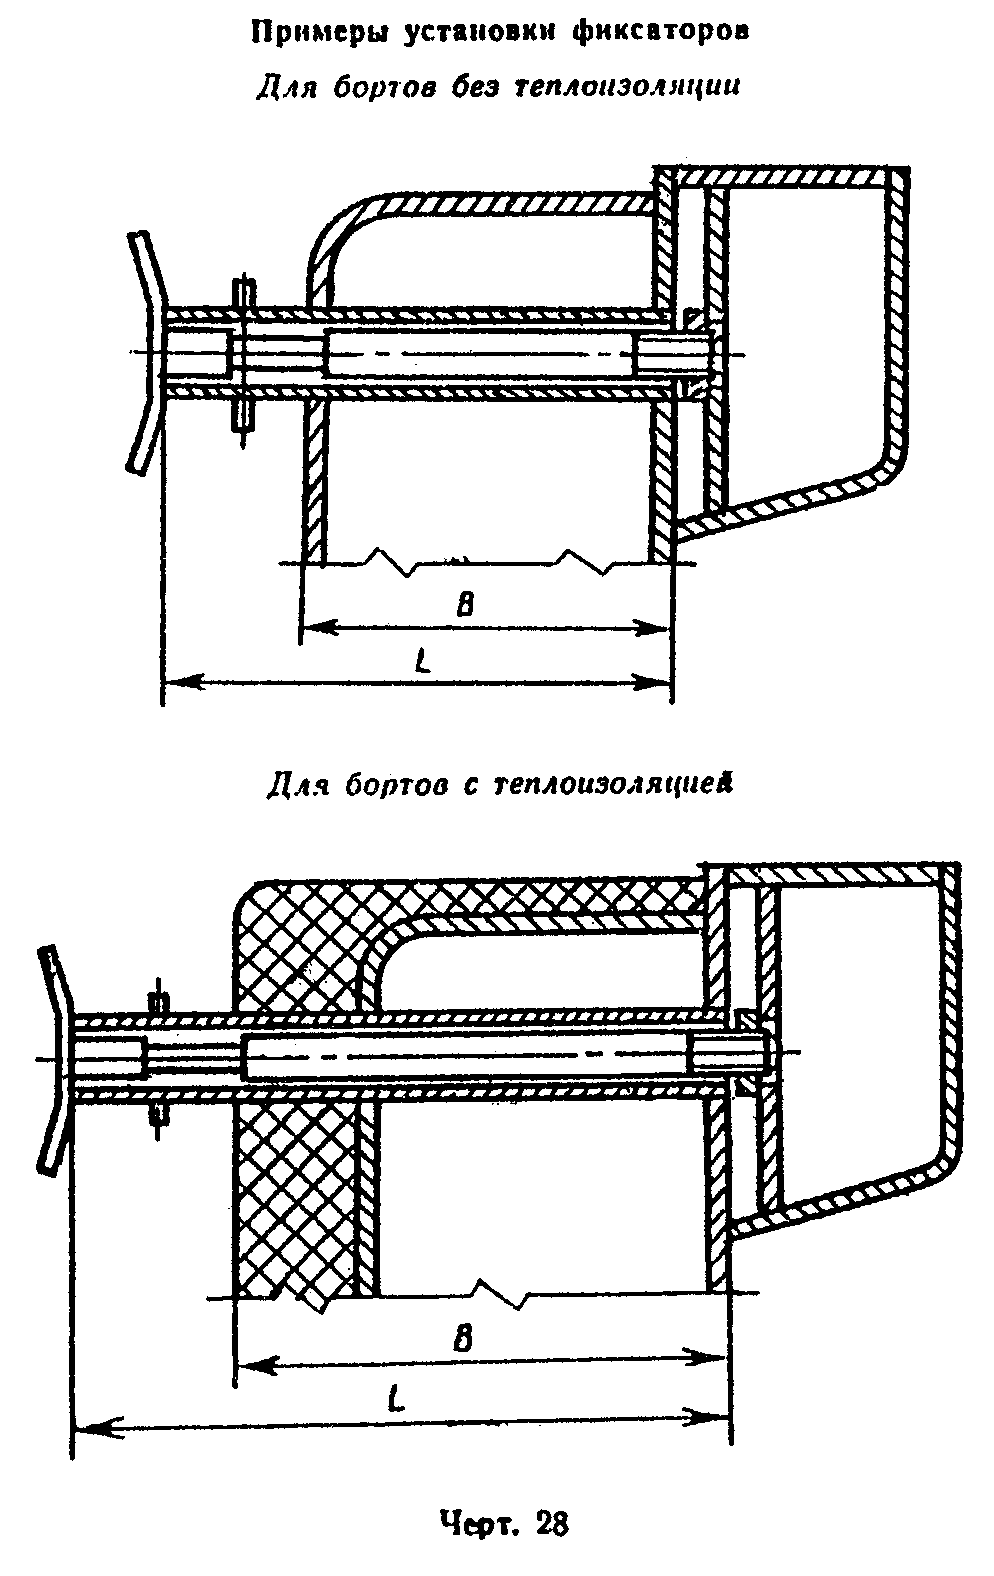 Примеры установки фиксаторов
Для бортов без теплоизоляции
В
L
Для бортов с теплоизоляцией
В
L
Черт. 28